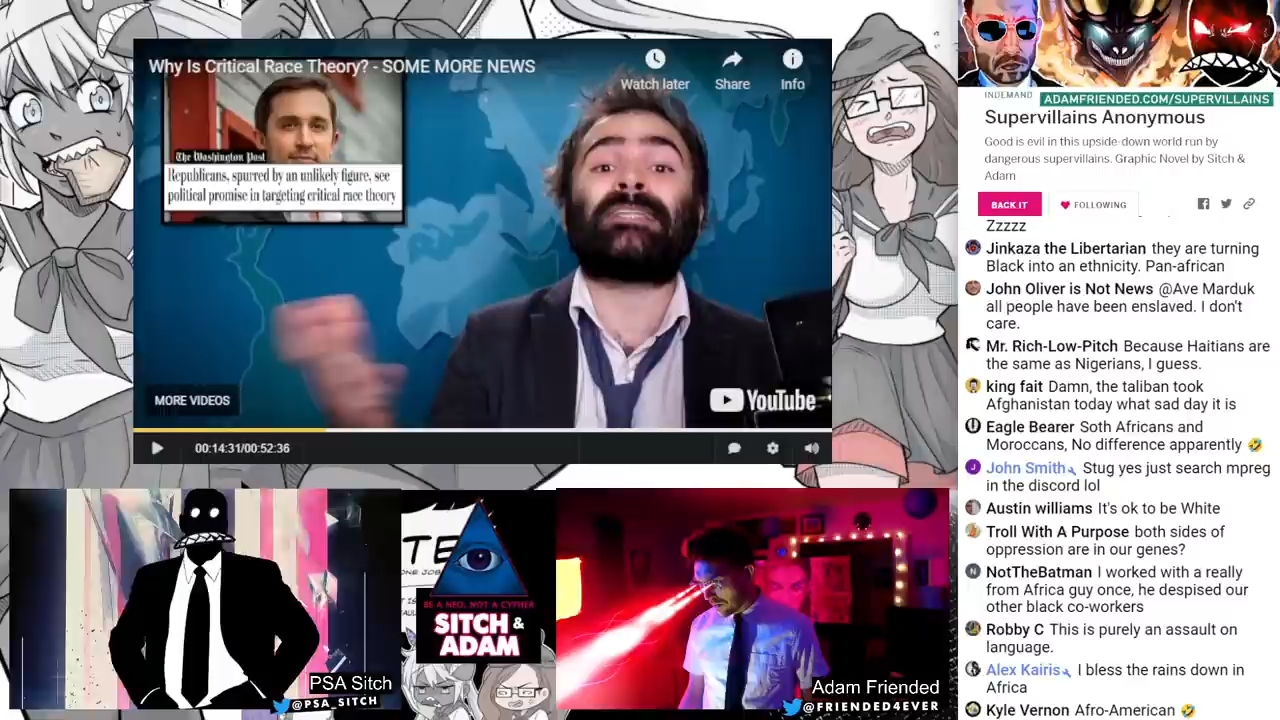 Why Is Critical Race Theory? - SOME MORE NEWS
Watch later
Share
Info
The Washington Post
Republicans, spurred by an unlikely figure, see
political promise in targeting critical race theory
MORE VIDEOS
YouTube
00:14:31/00:52:36
PSA Sitch
@PSA_SITCH
TE
ONE JOB
BE A NEO, NOT A CYPHER
SITCH &
ADAM
Adam Friended
@FRIENDED4EVER
INDEMAND
ADAMFRIENDED.COM/SUPERVILLAINS
Supervillains Anonymous
Good is evil in this upside-down world run by
dangerous supervillains. Graphic Novel by Sitch &
Adam
BACK IT
FOLLOWING
Zzzzz
Jinkaza the Libertarian they are turning
Black into an ethnicity. Pan-african
John Oliver is Not News @Ave Marduk
all people have been enslaved. I don't
care.
Mr. Rich-Low-Pitch Because Haitians are
the same as Nigerians, I guess.
king fait Damn, the taliban took
Afghanistan today what sad day it is
Eagle Bearer Soth Africans and
Moroccans, No difference apparently 🤣
John Smith Stug yes just search mpreg
in the discord lol
Austin williams It's ok to be White
Troll With A Purpose both sides of
oppression are in our genes?
NotTheBatman I worked with a really
from Africa guy once, he despised our
other black co-workers
Robby C This is purely an assault on
language.
Alex Kairis I bless the rains down in
Africa
Kyle Vernon Afro-American 🤣